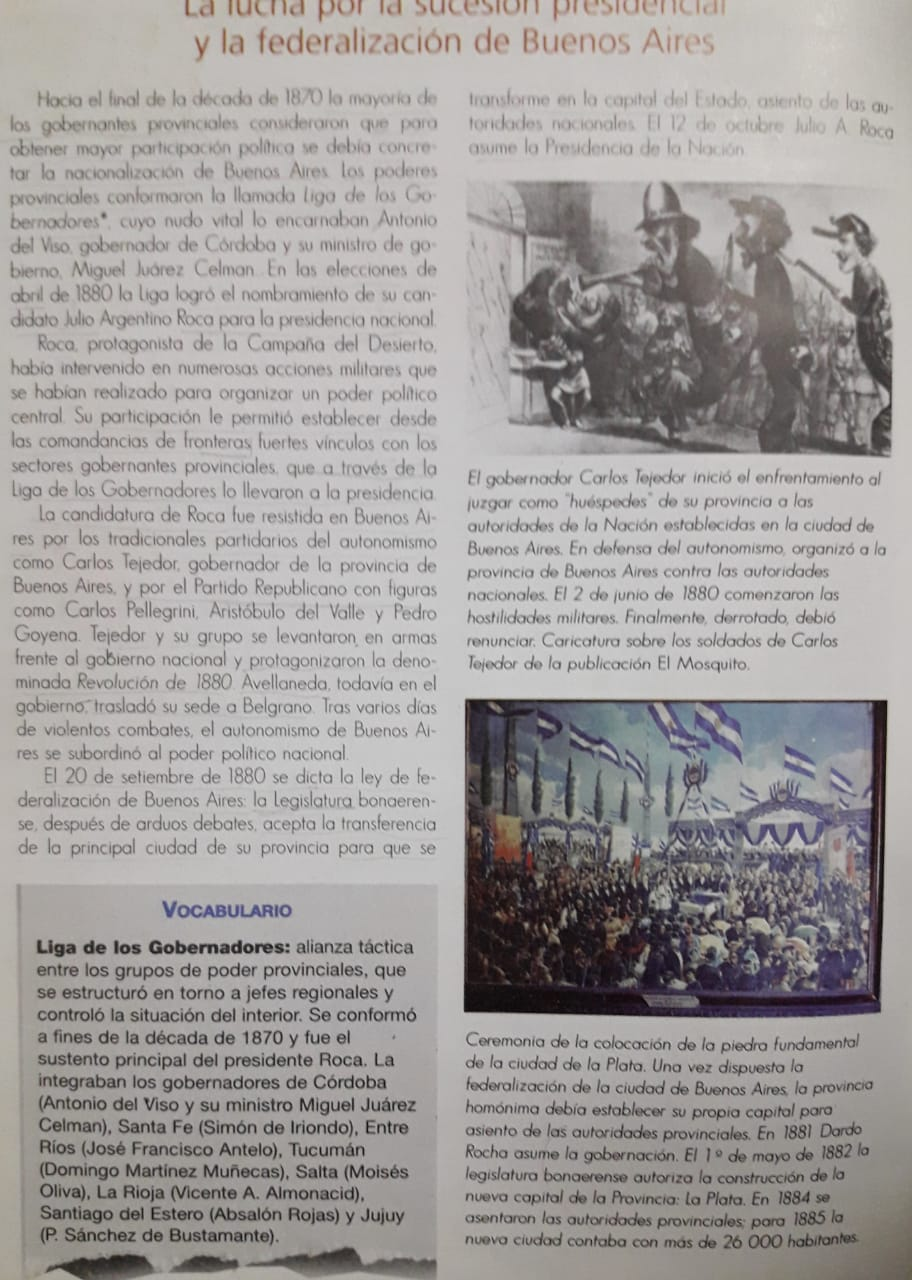 La lucha por la sucesión presidencial
y la federalización de Buenos Aires
Hacia el final de la década de 1870 la mayoría de
los gobernantes provinciales consideraron que para
obtener mayor participación política se debía concre-
tar la nacionalización de Buenos Aires. Los poderes
provinciales conformaron la llamada Liga de los Go-
bernadores*, cuyo nudo vital lo encarnaban Antonio
del Viso, gobernador de Córdoba y su ministro de go-
bierno, Miguel Juárez Celman. En las elecciones de
abril de 1880 la Liga logró el nombramiento de su can-
didato Julio Argentino Roca para la presidencia nacional.
Roca, protagonista de la Campaña del Desierto,
había intervenido en numerosas acciones militares que
se habían realizado para organizar un poder político
central. Su participación le permitió establecer desde
las comandancias de fronteras fuertes vínculos con los
sectores gobernantes provinciales, que a través de la
Liga de los Gobernadores lo llevaron a la presidencia.
La candidatura de Roca fue resistida en Buenos Ai-
res por los tradicionales partidarios del autonomismo
como Carlos Tejedor, gobernador de la provincia de
Buenos Aires, y por el Partido Republicano con figuras
como Carlos Pellegrini, Aristóbulo del Valle y Pedro
Goyena. Tejedor y su grupo se levantaron en armas
frente al gobierno nacional y protagonizaron la deno-
minada Revolución de 1880. Avellaneda, todavía en el
gobierno, trasladó su sede a Belgrano. Tras varios días
de violentos combates, el autonomismo de Buenos Ai-
res se subordinó al poder político nacional.
El 20 de setiembre de 1880 se dicta la ley de fe-
deralización de Buenos Aires: la Legislatura bonaeren-
se, después de arduos debates, acepta la transferencia
de la principal ciudad de su provincia para que se
VOCABULARIO
Liga de los Gobernadores: alianza táctica
entre los grupos de poder provinciales, que
se estructuró en torno a jefes regionales y
controló la situación del interior. Se conformó
a fines de la década de 1870 y fue el
sustento principal del presidente Roca. La
integraban los gobernadores de Córdoba
(Antonio del Viso y su ministro Miguel Juárez
Celman), Santa Fe (Simón de Iriondo), Entre
Ríos (José Francisco Antelo), Tucumán
(Domingo Martínez Muñecas), Salta (Moisés
Oliva), La Rioja (Vicente A. Almonacid),
Santiago del Estero (Absalón Rojas) y Jujuy
(P. Sánchez de Bustamante).
transforme en la capital del Estado, asiento de las au-
toridades nacionales. El 12 de octubre Julio A. Roca
asume la Presidencia de la Nación.
El gobernador Carlos Tejedor inició el enfrentamiento al
juzgar como "huéspedes" de su provincia a las
autoridades de la Nación establecidas en la ciudad de
Buenos Aires. En defensa del autonomismo, organizó a la
provincia de Buenos Aires contra las autoridades
nacionales. El 2 de junio de 1880 comenzaron las
hostilidades militares. Finalmente, derrotado, debió
renunciar. Caricatura sobre los soldados de Carlos
Tejedor de la publicación El Mosquito.
Ceremonia de la colocación de la piedra fundamental
de la ciudad de la Plata. Una vez dispuesta la
federalización de la ciudad de Buenos Aires, la provincia
homónima debía establecer su propia capital para
asiento de las autoridades provinciales. En 1881 Dardo
Rocha asume la gobernación. El 1º de mayo de 1882 la
legislatura bonaerense autoriza la construcción de la
nueva capital de la Provincia: La Plata. En 1884 se
asentaron las autoridades provinciales; para 1885 la
nueva ciudad contaba con más de 26 000 habitantes.